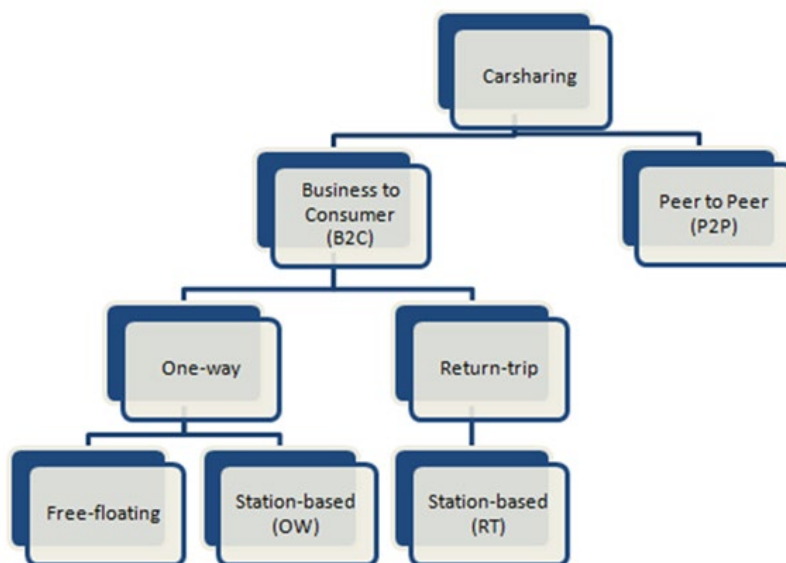 Carsharing
Business to
Consumer
(B2C)
Peer to Peer
(P2P)
One-way
Return-trip
Free-floating
Station-based
(OW)
Station-based
(RT)